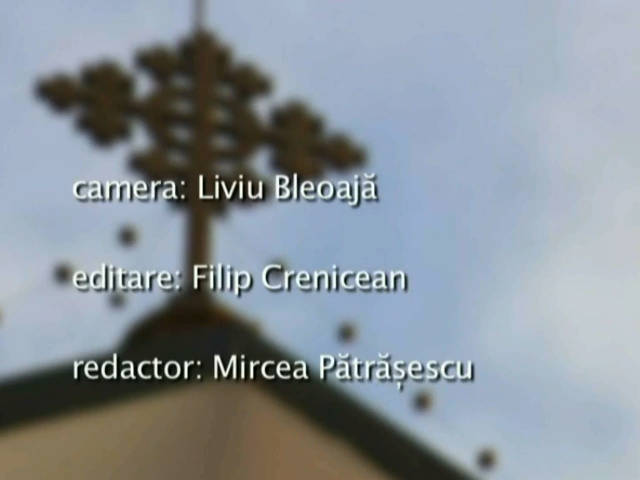 camera: Liviu Bleoajă
editare: Filip Crenicean
redactor: Mircea Pătrășescu